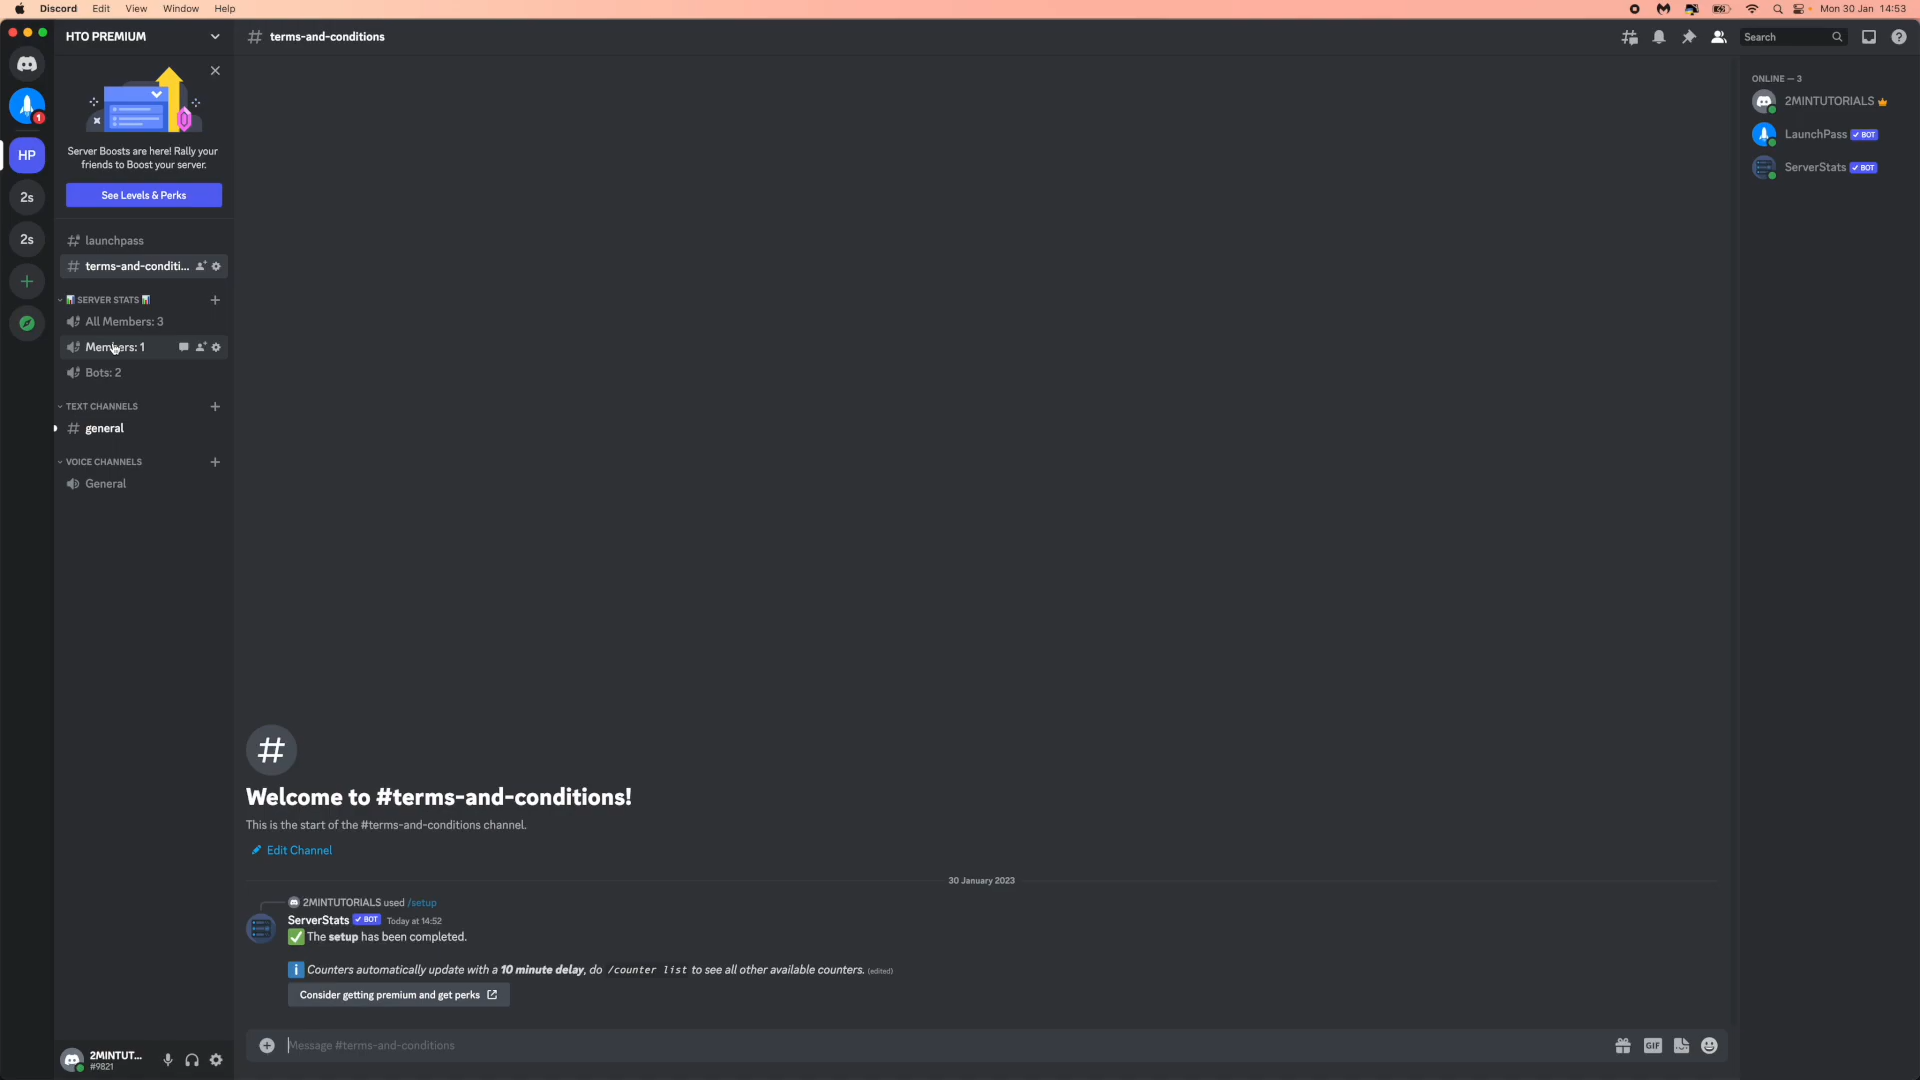 Discord Edit View Window Help Mon 30 Jan 14:53
HTO PREMIUM
# terms-and-conditions
Search
1
HP
2s
2s
Server Boosts are here! Rally your
friends to Boost your server.
See Levels & Perks
launchpass
terms-and-conditi...
SERVER STATS
All Members: 3
Members: 1
Bots: 2
TEXT CHANNELS
# general
VOICE CHANNELS
General
2MINTUT...
#9821
Welcome to #terms-and-conditions!
This is the start of the #terms-and-conditions channel.
Edit Channel
30 January 2023
2MINTUTORIALS used /setup
ServerStats ✓ BOT Today at 14:52
✅ The setup has been completed.
ℹ Counters automatically update with a 10 minute delay, do /counter list to see all other available counters. (edited)
Consider getting premium and get perks
Message #terms-and-conditions
GIF
ONLINE — 3
2MINTUTORIALS
LaunchPass ✓ BOT
ServerStats ✓ BOT